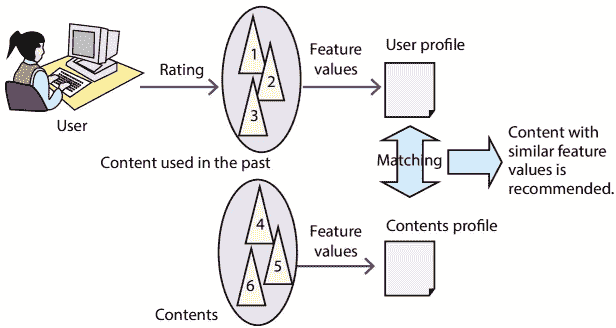 User
Rating
1
2
3
Content used in the past
Feature
values
User profile
Matching
Content with
similar feature
values is
recommended.
4
5
6
Contents
Feature
values
Contents profile